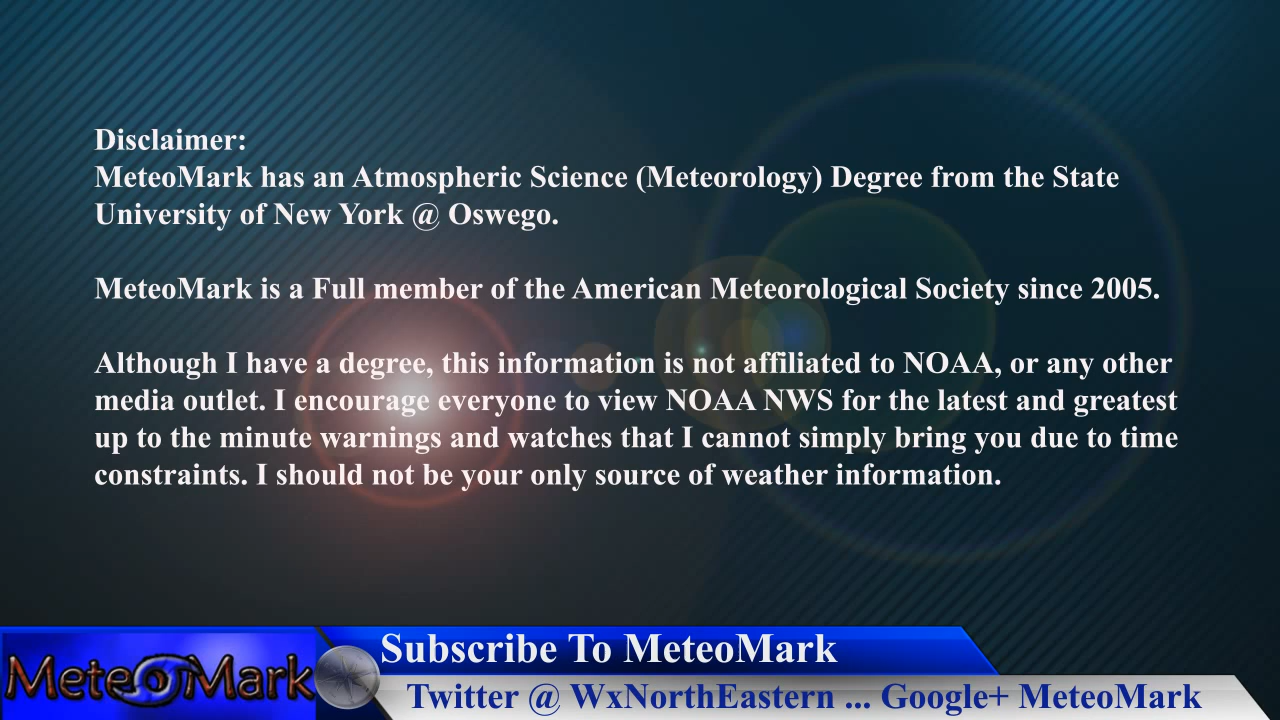 Disclaimer:
MeteoMark has an Atmospheric Science (Meteorology) Degree from the State
University of New York @ Oswego.
MeteoMark is a Full member of the American Meteorological Society since 2005.
Although I have a degree, this information is not affiliated to NOAA, or any other
media outlet. I encourage everyone to view NOAA NWS for the latest and greatest
up to the minute warnings and watches that I cannot simply bring you due to time
constraints. I should not be your only source of weather information.
Subscribe To MeteoMark
MeteoMark
Twitter @ WxNorthEastern ... Google+ MeteoMark